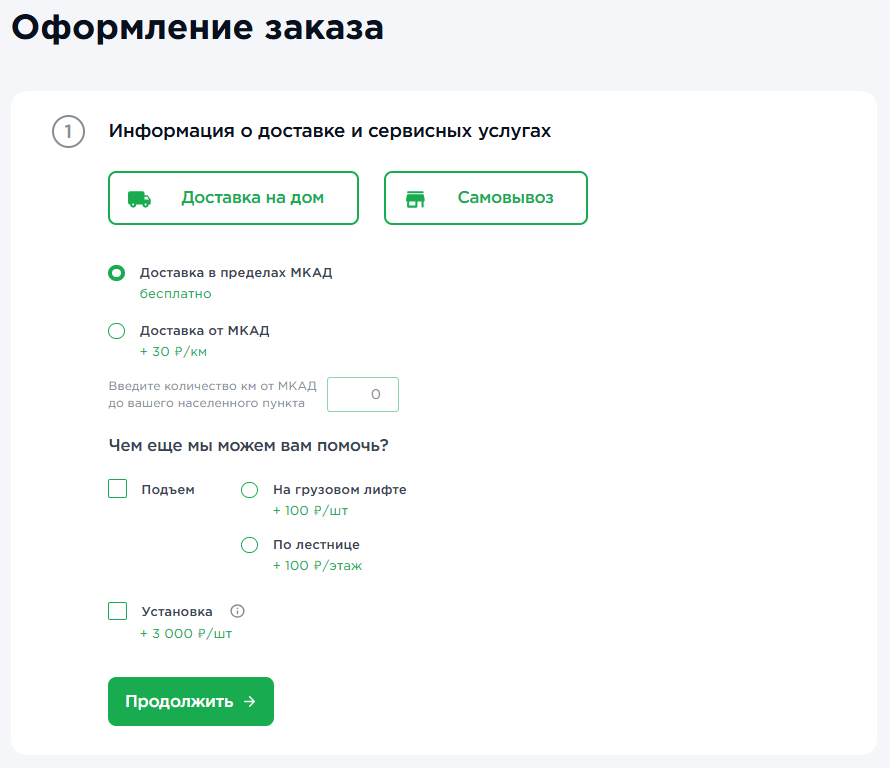 Оформление заказа
1 Информация о доставке и сервисных услугах
Доставка на дом Самовывоз
Доставка в пределах МКАД
бесплатно
Доставка от МКАД
+ 30 ₽/км
Введите количество км от МКАД
до вашего населенного пункта
0
Чем еще мы можем вам помочь?
Подъем На грузовом лифте
+ 100 ₽/шт
По лестнице
+ 100 ₽/этаж
Установка
+ 3 000 ₽/шт
Продолжить →